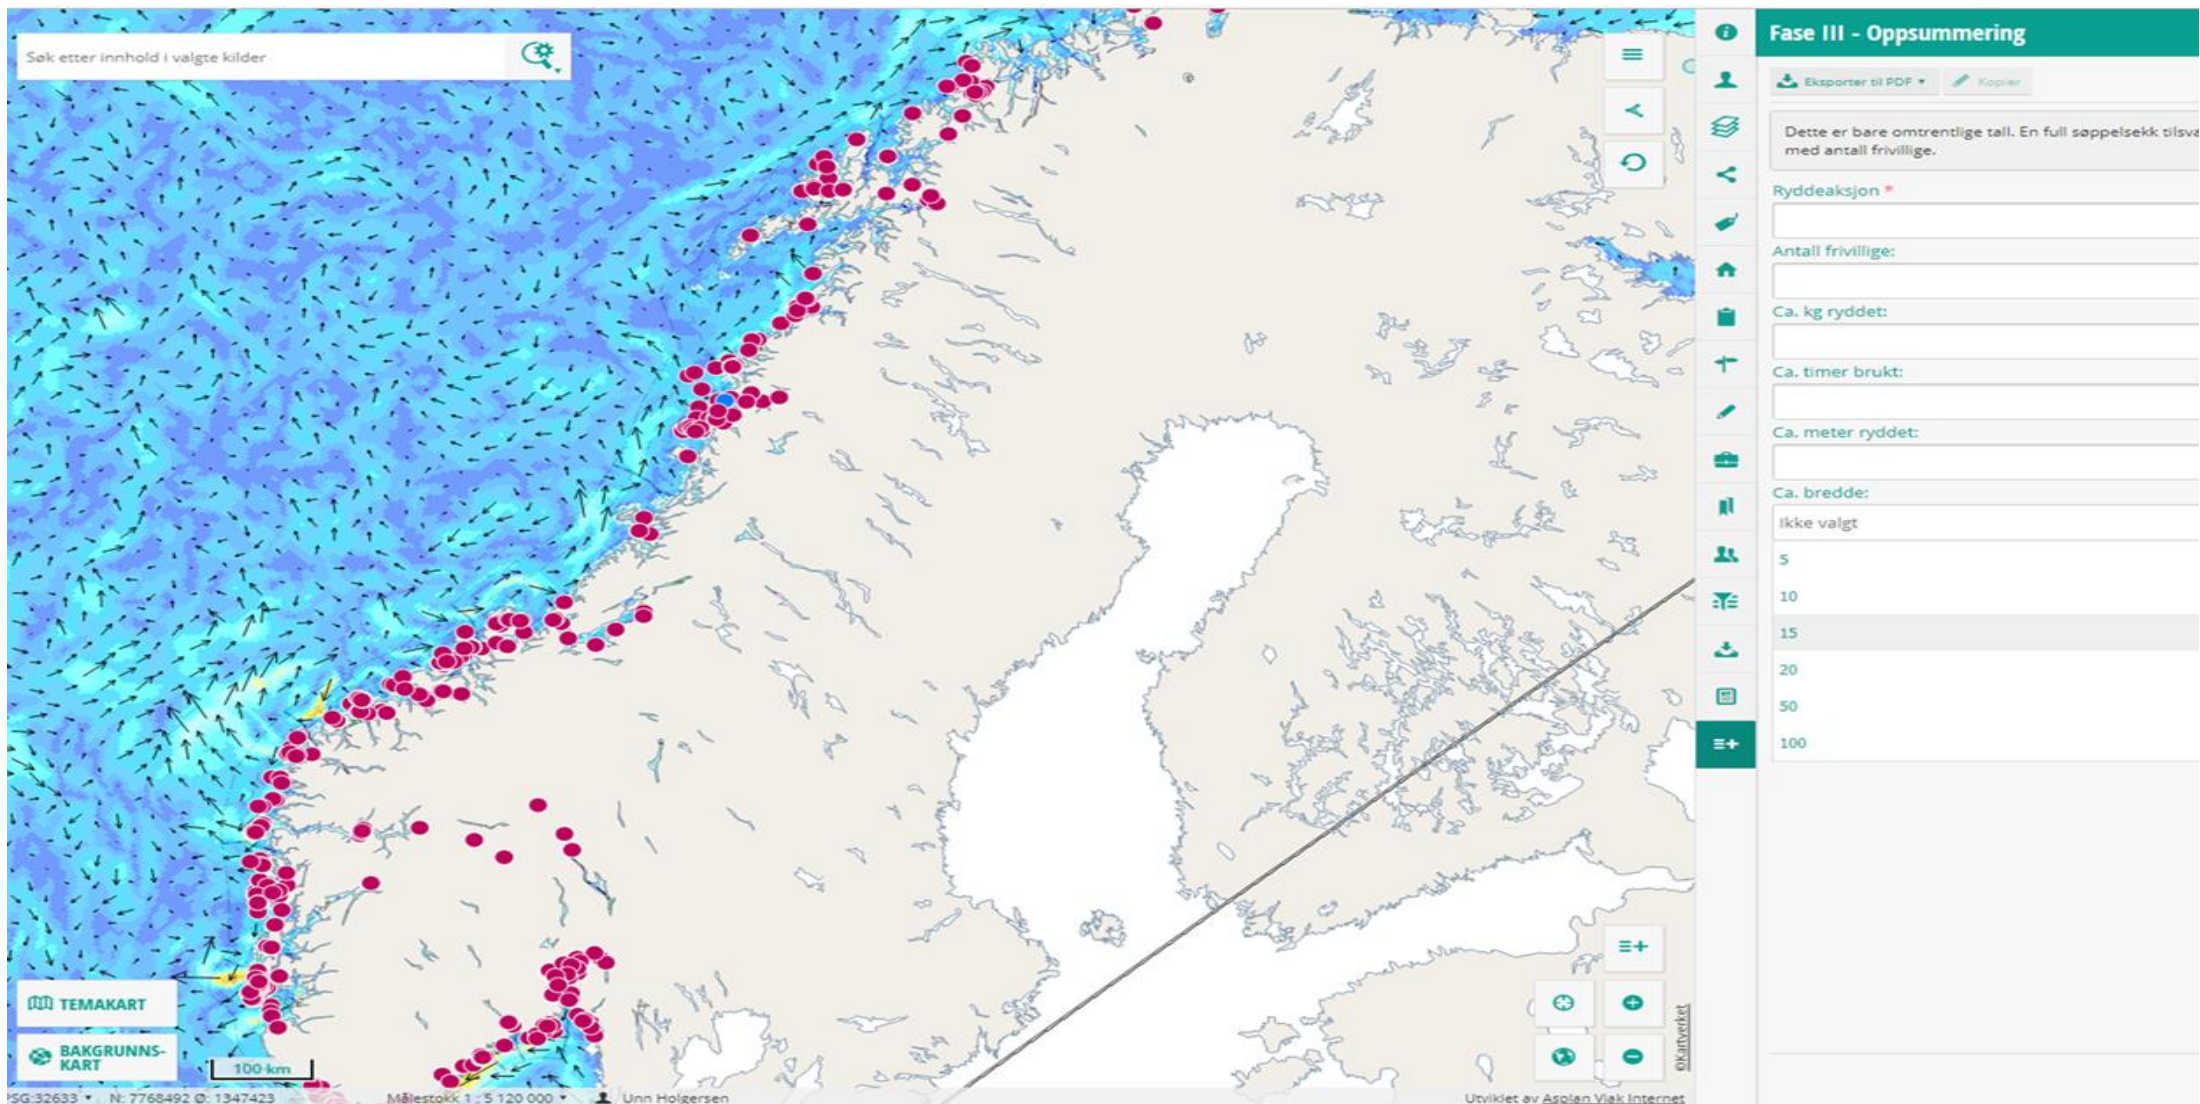 Søk etter innhold i valgte kilder
TEMAKART
BAKGRUNNS-
KART
100 km
SG:32633 N: 7768492 Ø: 1347423 Målestokk 1 : 5 120 000 Unn Holgersen Utviklet av Asplan Viak Internet
©Kartverket
Fase III - Oppsummering
Eksporter til PDF Kopier
Dette er bare omtrentlige tall. En full søppelsekk tilsva
med antall frivillige.
Ryddeaksjon *
Antall frivillige:
Ca. kg ryddet:
Ca. timer brukt:
Ca. meter ryddet:
Ca. bredde:
Ikke valgt
5
10
15
20
50
100